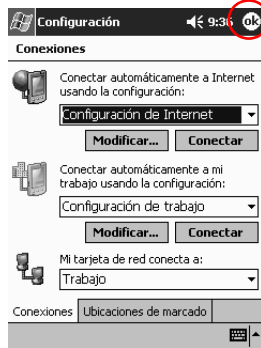 Configuración 9:36 ok
Conexiones
Conectar automáticamente a Internet
usando la configuración:
Configuración de Internet
Modificar... Conectar
Conectar automáticamente a mi
trabajo usando la configuración:
Configuración de trabajo
Modificar... Conectar
Mi tarjeta de red conecta a:
Trabajo
Conexiones Ubicaciones de marcado